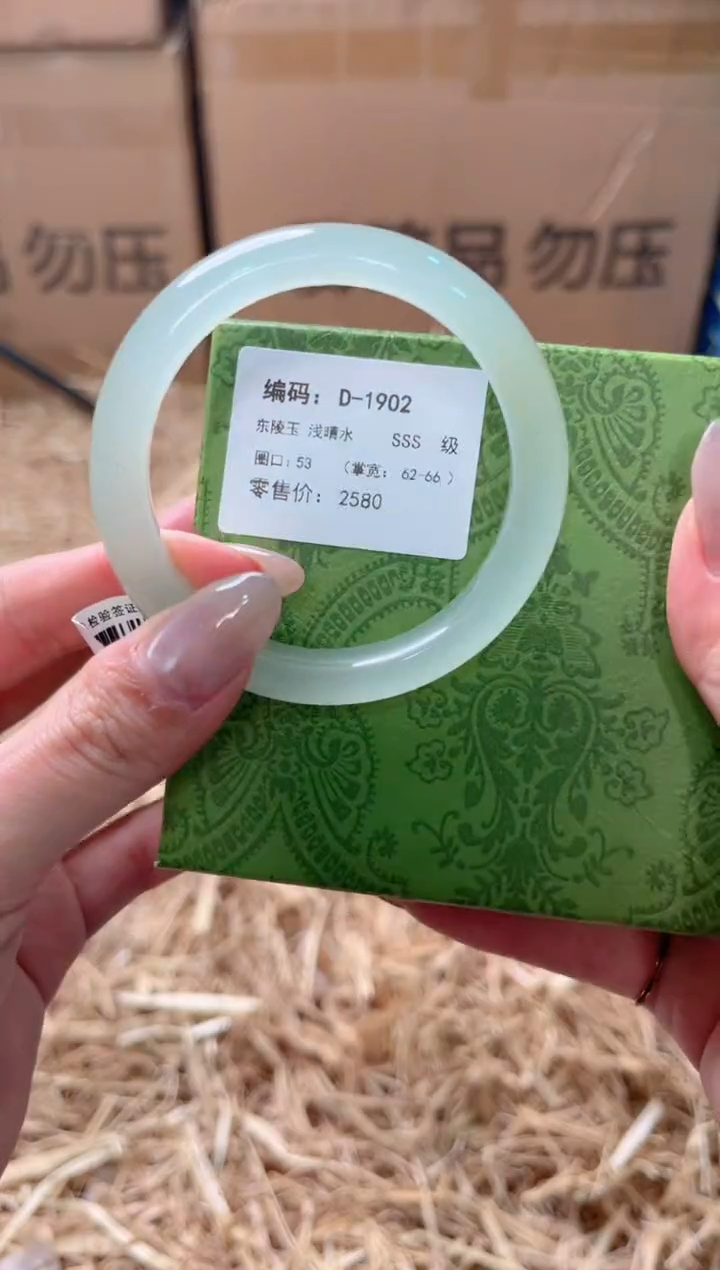 勿压
吊 勿压
编码：D-1902
东陵玉 浅晴水 SSS 级
圈口：53 （掌宽：62-66）
零售价：2580
检验签证